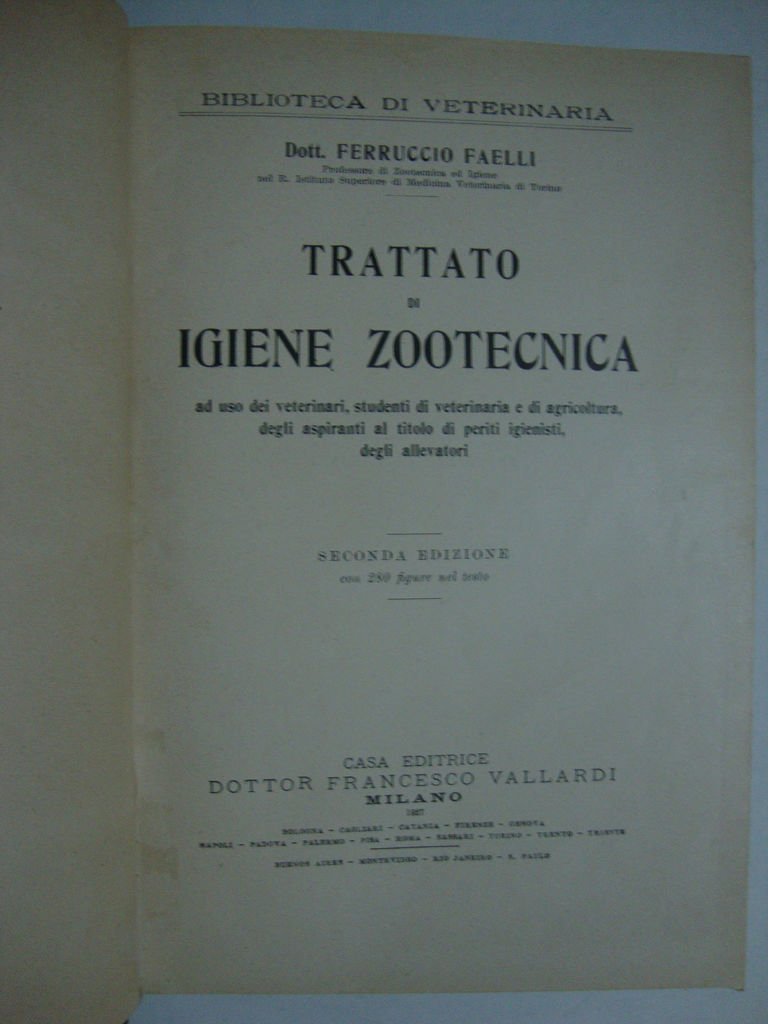 BIBLIOTECA DI VETERINARIA
Dott. FERRUCCIO FAELLI
Professore di Zootecnica ed Igiene
nel R. Istituto Superiore di Medicina Veterinaria di Torino
TRATTATO
DI
IGIENE ZOOTECNICA
ad uso dei veterinari, studenti di veterinaria e di agricoltura,
degli aspiranti al titolo di periti igienisti,
degli allevatori
SECONDA EDIZIONE
con 280 figure nel testo
CASA EDITRICE
DOTTOR FRANCESCO VALLARDI
MILANO
BOLOGNA - CAGLIARI - CATANIA - FIRENZE - GENOVA
NAPOLI - PADOVA - PALERMO - PISA - ROMA - SASSARI - TORINO - TRENTO - TRIESTE
BUENOS AIRES - MONTEVIDEO - RIO JANEIRO - S. PAULO